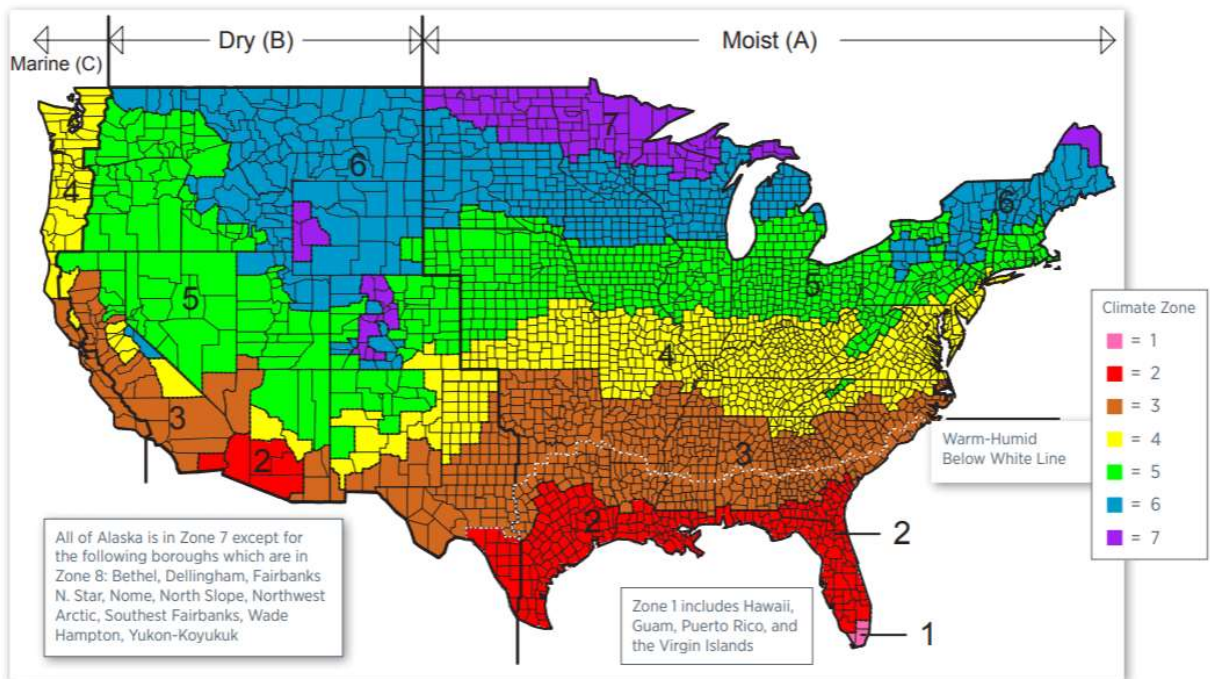 Marine (C)
Dry (B)
Moist (A)
7
6
4
6
5
5
4
3
3
2
2
2
1
Climate Zone
= 1
= 2
= 3
= 4
= 5
= 6
= 7
Warm-Humid
Below White Line
All of Alaska is in Zone 7 except for
the following boroughs which are in
Zone 8: Bethel, Dellingham, Fairbanks
N. Star, Nome, North Slope, Northwest
Arctic, Southest Fairbanks, Wade
Hampton, Yukon-Koyukuk
Zone 1 includes Hawaii,
Guam, Puerto Rico, and
the Virgin Islands